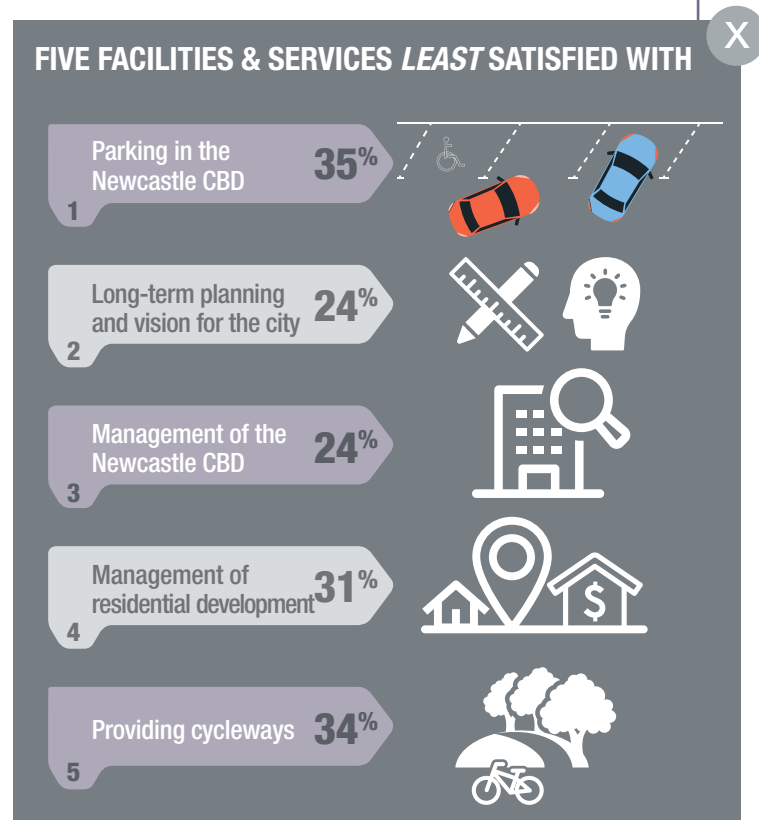 X
FIVE FACILITIES & SERVICES LEAST SATISFIED WITH
Parking in the
Newcastle CBD
35%
1
Long-term planning
and vision for the city
24%
2
Management of the
Newcastle CBD
24%
3
Management of
residential development
31%
4
Providing cycleways
34%
5
$